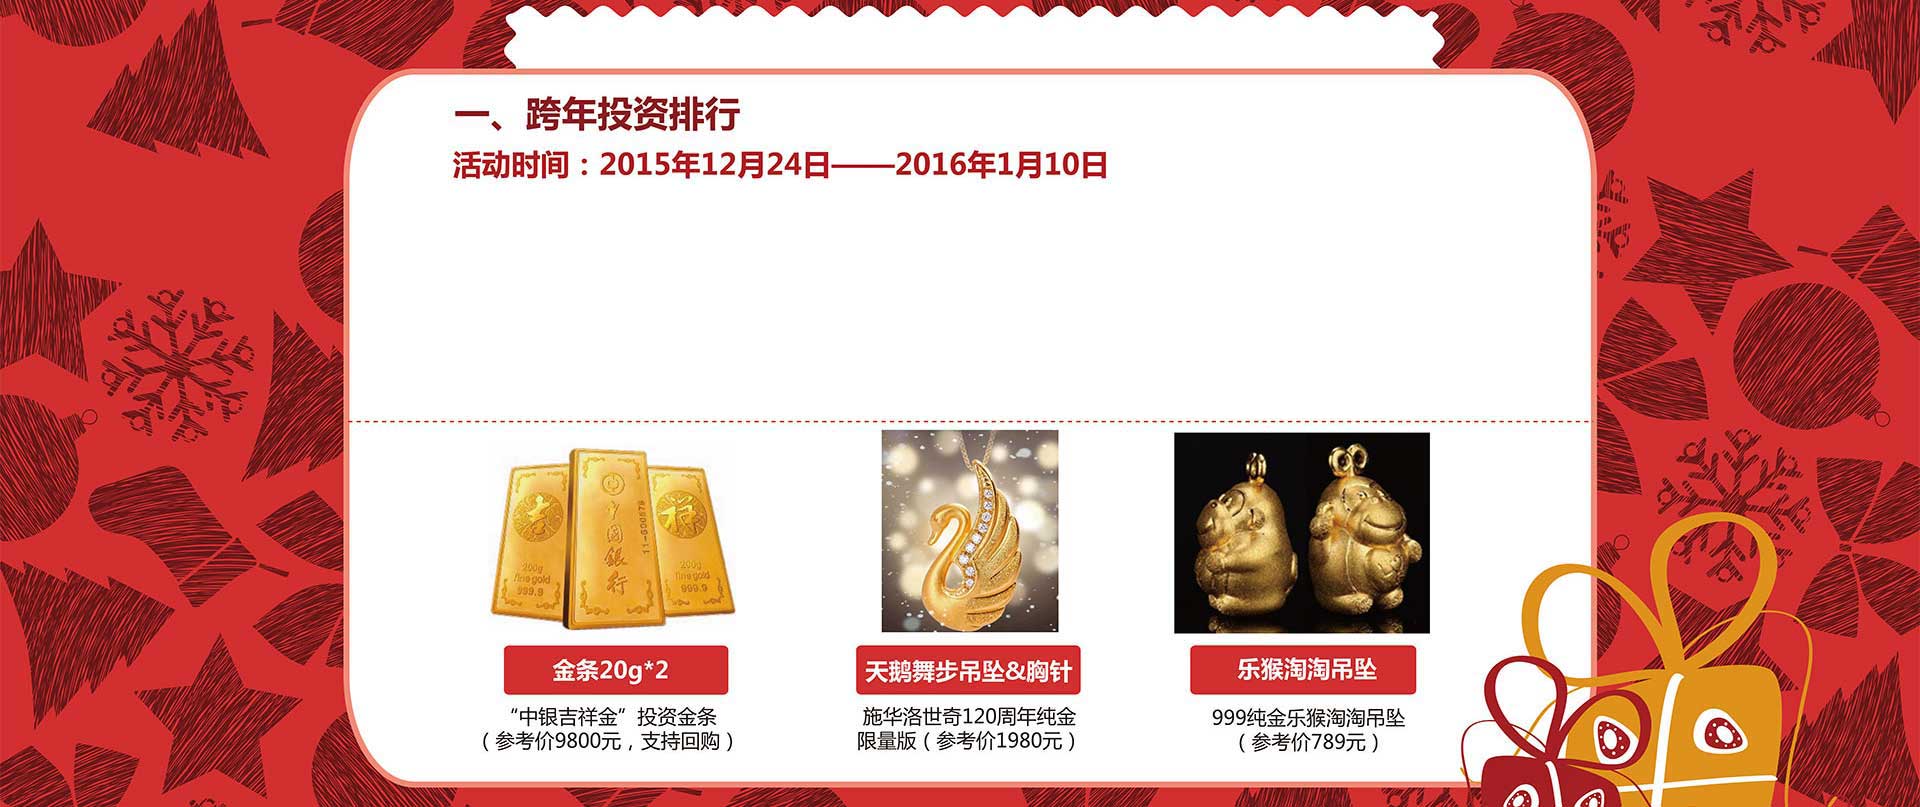 一、跨年投资排行
活动时间：2015年12月24日——2016年1月10日
吉
中国銀行
11-600578
祥
200g
fine gold
999.9
200g
fine gold
999.9
金条20g*2
天鹅舞步吊坠&胸针
乐猴淘淘吊坠
“中银吉祥金”投资金条
（参考价9800元，支持回购）
施华洛世奇120周年纯金
限量版（参考价1980元）
999纯金乐猴淘淘吊坠
（参考价789元）